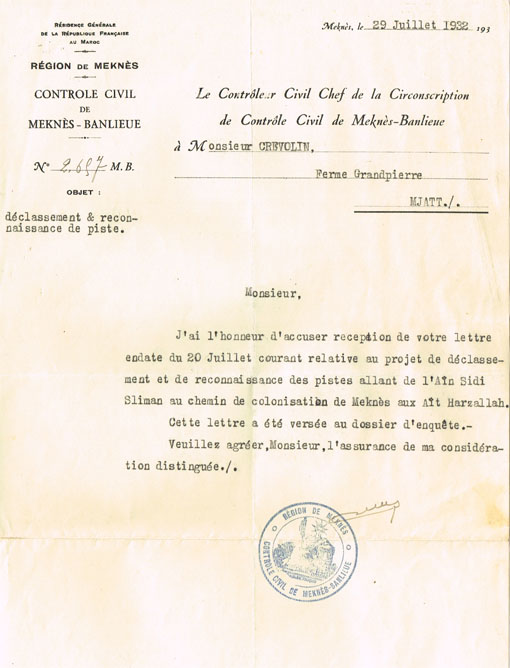 RÉSIDENCE GÉNÉRALE
DE LA RÉPUBLIQUE FRANÇAISE
AU MAROC
RÉGION DE MEKNÈS
CONTROLE CIVIL
DE
MEKNÈS-BANLIEUE
N° 2.697 M.B.
OBJET :
déclassement & recon-
naissance de piste.
Meknès, le 29 Juillet 1932 193
Le Contrôleur Civil Chef de la Circonscription
de Contrôle Civil de Meknès-Banlieue
à Monsieur CREVOLIN,
Ferme Grandpierre
MJATT./.
Monsieur,
J'ai l'honneur d'accuser reception de votre lettre
endate du 20 Juillet courant relative au projet de déclasse-
ment et de reconnaissance des pistes allant de l'Aïn Sidi
Sliman au chemin de colonisation de Meknès aux Aït Harzallah.
Cette lettre a été versée au dossier d'enquête.-
Veuillez agréer,Monsieur,l'assurance de ma considéra-
tion distinguée./.
RÉGION DE MEKNÈS
CONTROLE CIVIL DE MEKNÈS-BANLIEUE